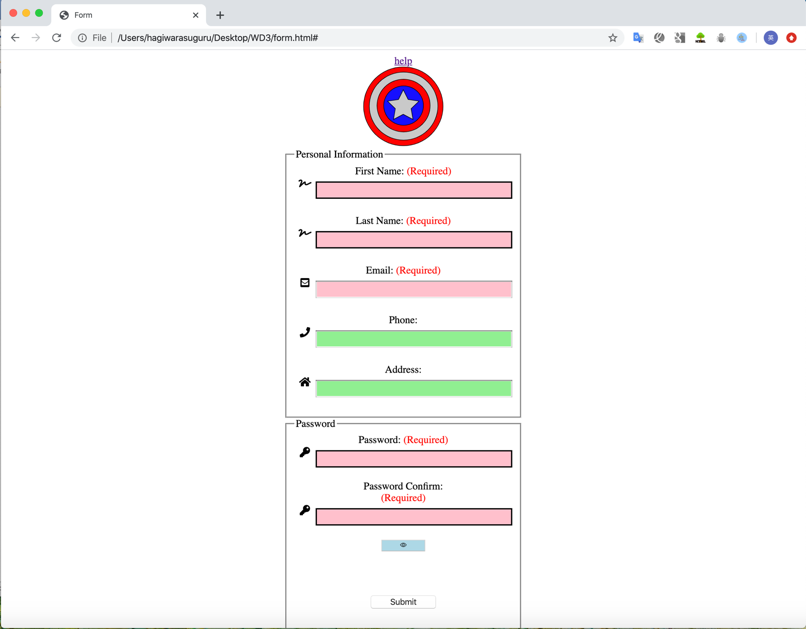 Form
File
/Users/hagiwarasuguru/Desktop/WD3/form.html#
help
Personal Information
First Name: (Required)
Last Name: (Required)
Email: (Required)
Phone:
Address:
Password
Password: (Required)
Password Confirm:
(Required)
Submit